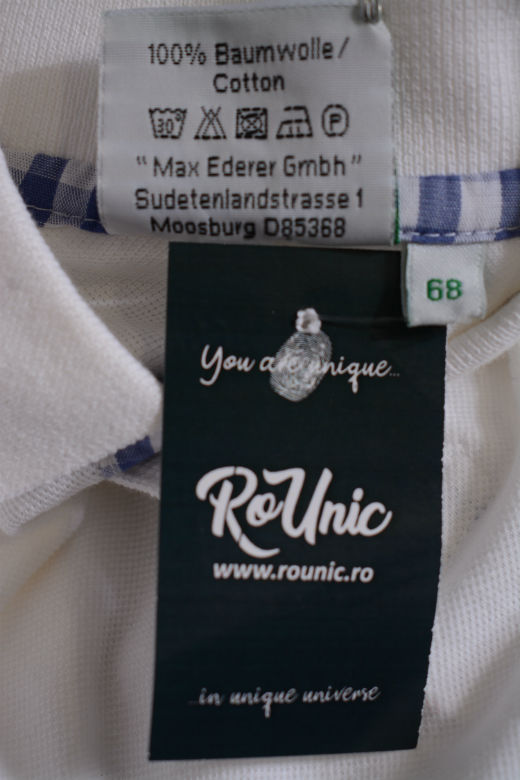 100% Baumwolle/
Cotton
30° P
" Max Ederer Gmbh "
Sudetenlandstrasse 1
Moosburg D85368
68
You are unique...
RoUnic
www.rounic.ro
...in unique universe